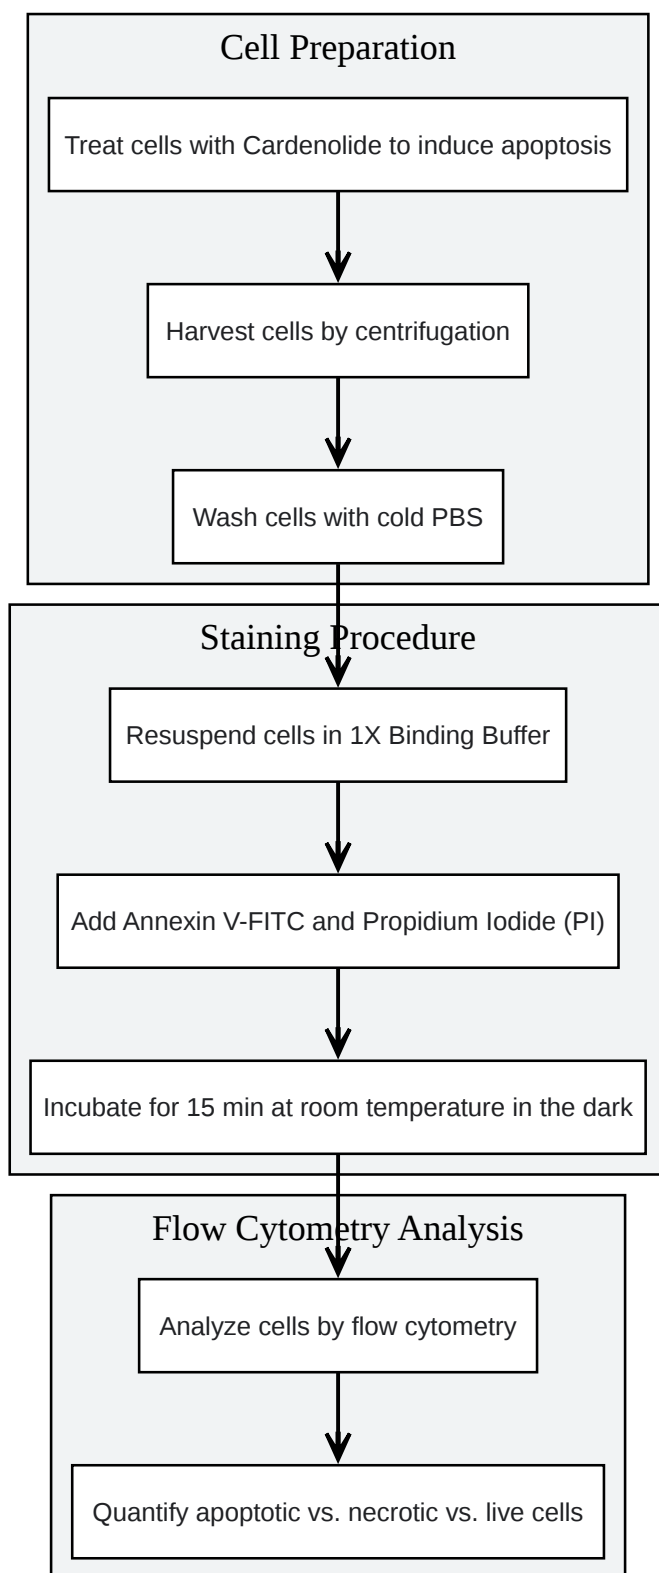 Cell Preparation
Treat cells with Cardenolide to induce apoptosis
Harvest cells by centrifugation
Wash cells with cold PBS
Staining Procedure
Resuspend cells in 1X Binding Buffer
Add Annexin V-FITC and Propidium Iodide (PI)
Incubate for 15 min at room temperature in the dark
Flow Cytometry Analysis
Analyze cells by flow cytometry
Quantify apoptotic vs. necrotic vs. live cells